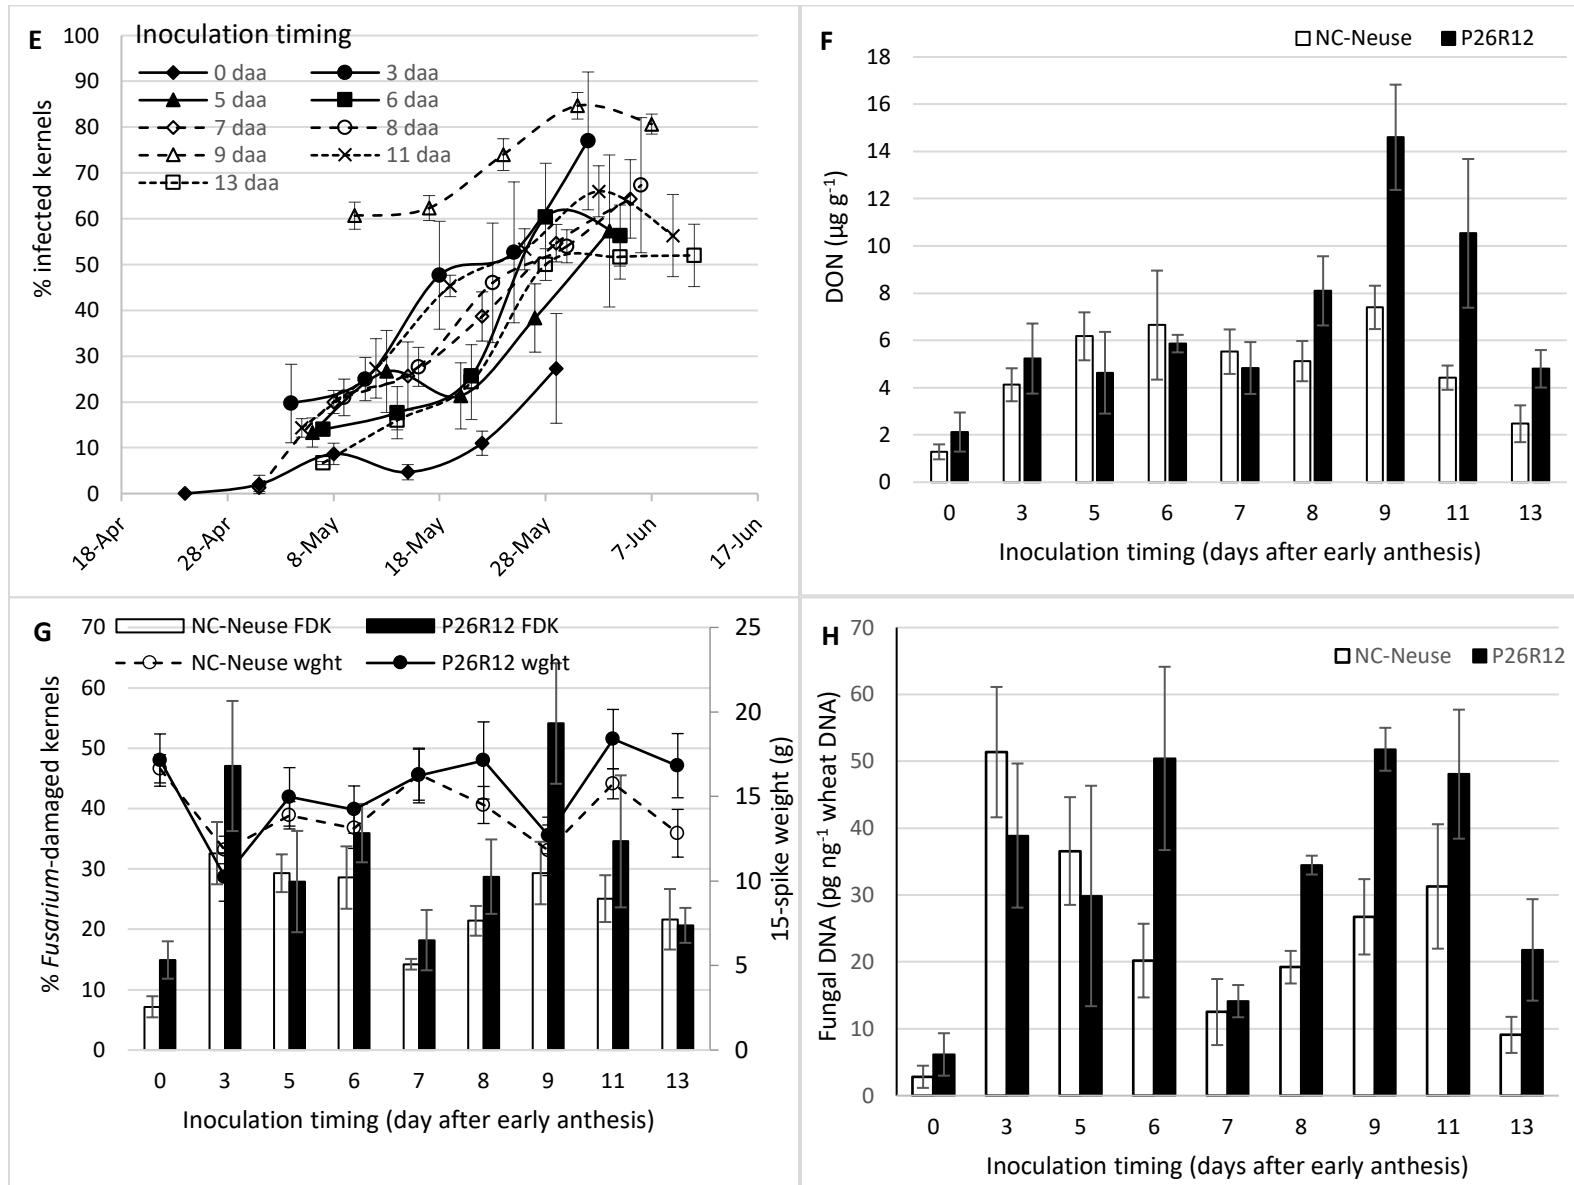 E
Inoculation timing
0 daa
3 daa
5 daa
6 daa
7 daa
8 daa
9 daa
11 daa
13 daa
% infected kernels
100
90
80
70
60
50
40
30
20
10
0
18-Apr
28-Apr
8-May
18-May
28-May
7-Jun
17-Jun
F
NC-Neuse
P26R12
DON (µg g⁻¹)
18
16
14
12
10
8
6
4
2
0
0 3 5 6 7 8 9 11 13
Inoculation timing (days after early anthesis)
G
NC-Neuse FDK
P26R12 FDK
NC-Neuse wght
P26R12 wght
% Fusarium-damaged kernels
70
60
50
40
30
20
10
0
25
20
15
10
5
0
15-spike weight (g)
0 3 5 6 7 8 9 11 13
Inoculation timing (day after early anthesis)
H
NC-Neuse
P26R12
Fungal DNA (pg ng⁻¹ wheat DNA)
70
60
50
40
30
20
10
0
0 3 5 6 7 8 9 11 13
Inoculation timing (days after early anthesis)